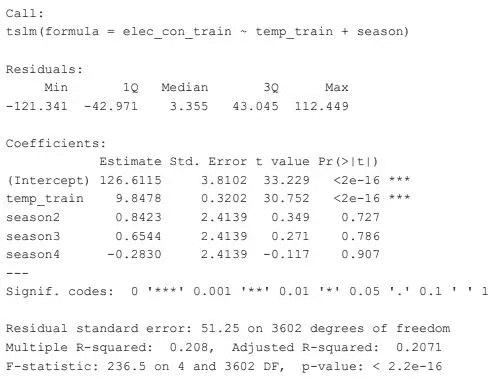 Call:
tslm(formula = elec_con_train ~ temp_train + season)
Residuals:
Min 1Q Median 3Q Max
-121.341 -42.971 3.355 43.045 112.449
Coefficients:
Estimate Std. Error t value Pr(>|t|)
(Intercept) 126.6115 3.8102 33.229 <2e-16 ***
temp_train 9.8478 0.3202 30.752 <2e-16 ***
season2 0.8423 2.4139 0.349 0.727
season3 0.6544 2.4139 0.271 0.786
season4 -0.2830 2.4139 -0.117 0.907
---
Signif. codes: 0 '***' 0.001 '**' 0.01 '*' 0.05 '.' 0.1 ' ' 1
Residual standard error: 51.25 on 3602 degrees of freedom
Multiple R-squared: 0.208, Adjusted R-squared: 0.2071
F-statistic: 236.5 on 4 and 3602 DF, p-value: < 2.2e-16